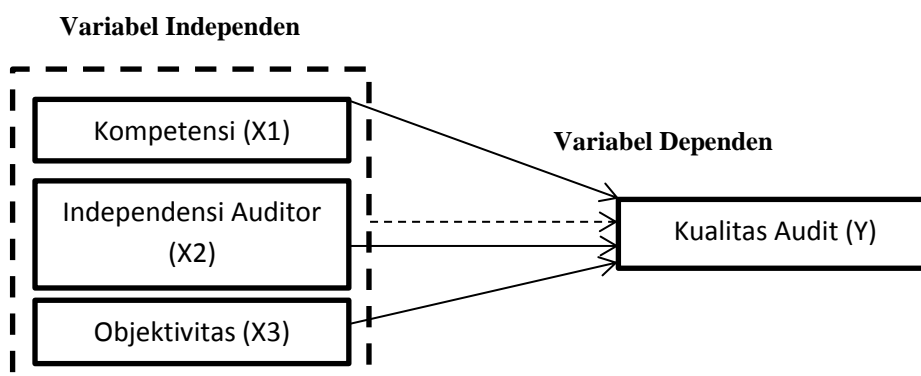 Variabel Independen
Kompetensi (X1)
Variabel Dependen
Independensi Auditor
(X2)
Kualitas Audit (Y)
Objektivitas (X3)